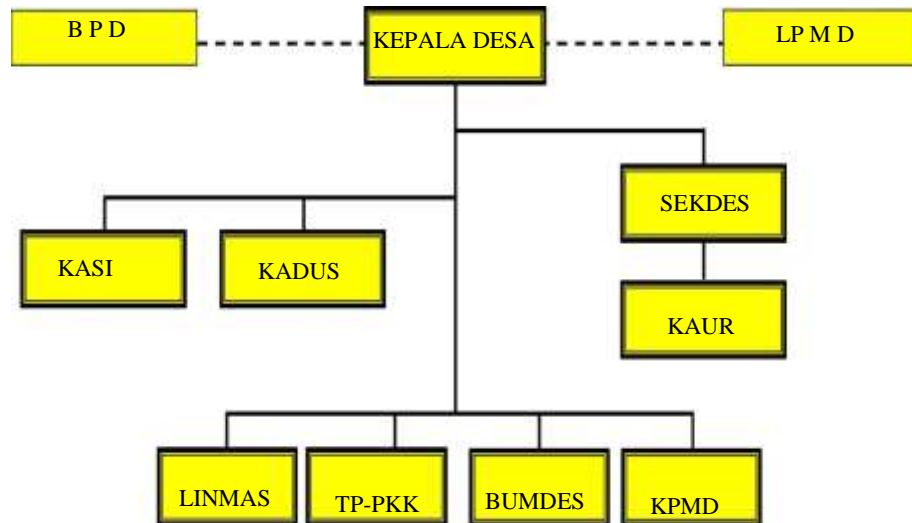 B P D
KEPALA DESA
LP M D
SEKDES
KASI
KADUS
KAUR
LINMAS
TP-PKK
BUMDES
KPMD